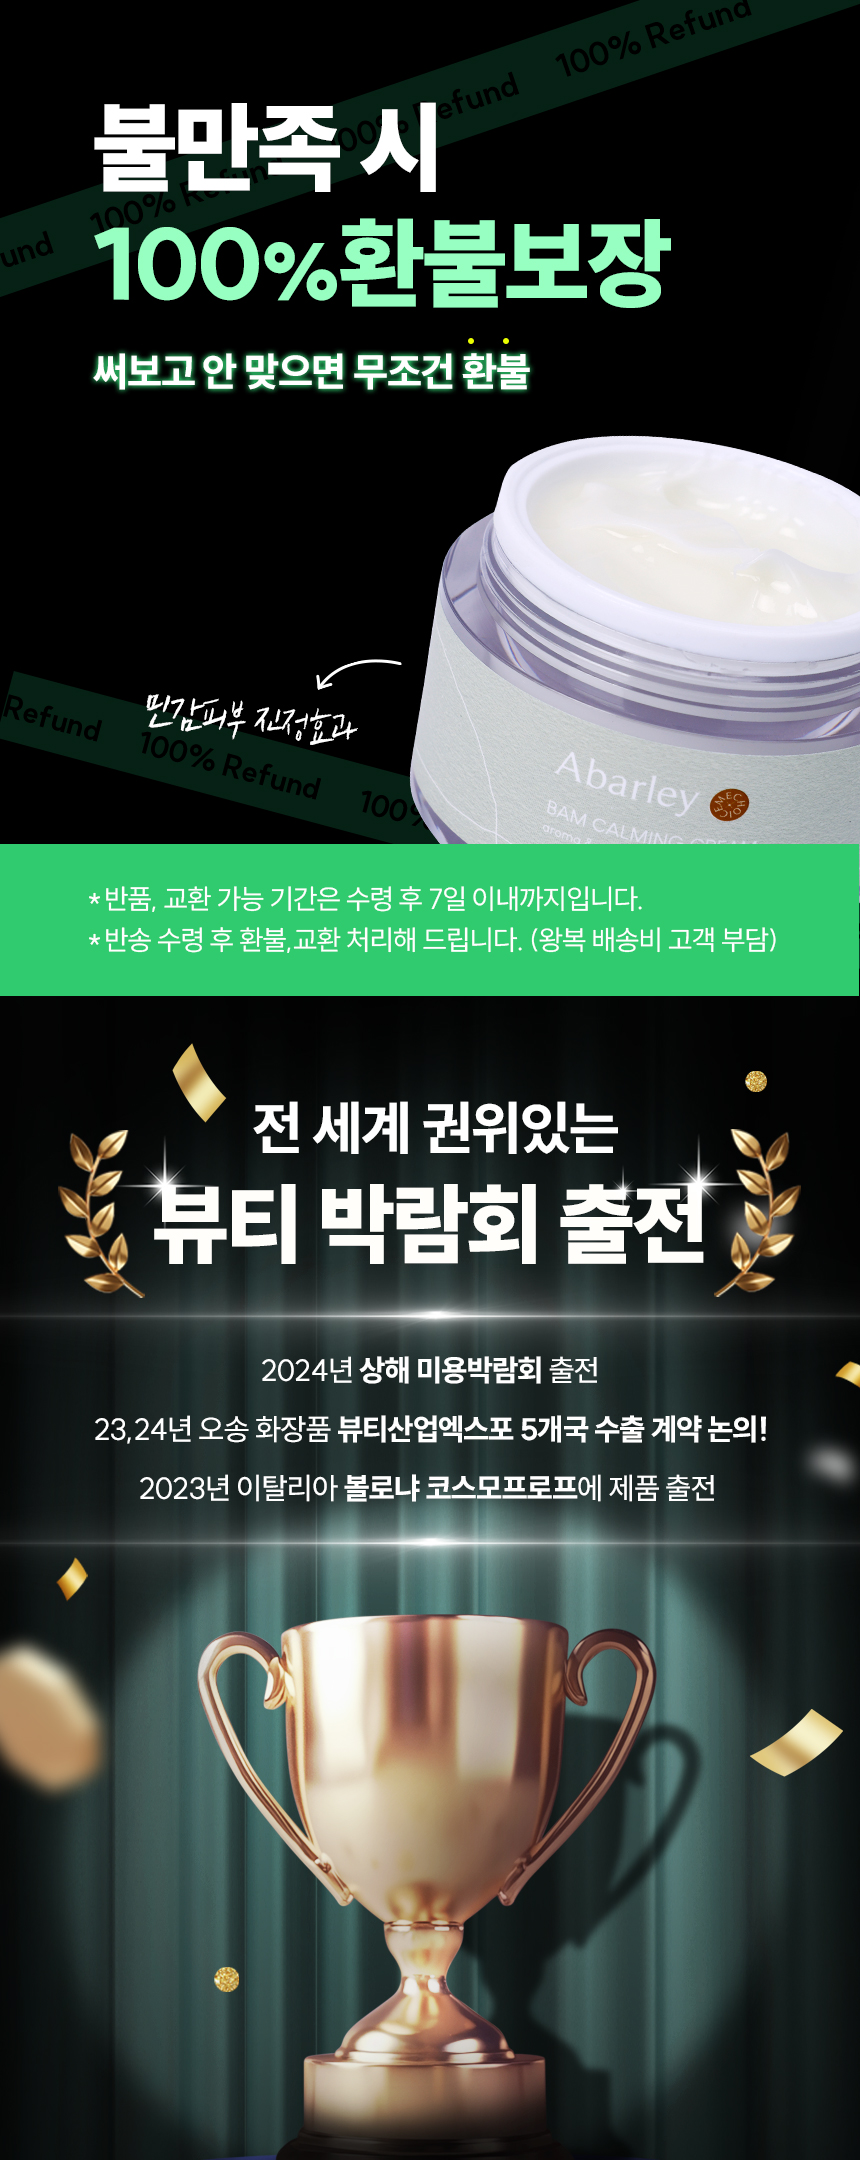 100% Refund
불만족 시
100% Refund
100%환불보장
써보고 안 맞으면 무조건 환불
민감피부 진정효과
Refund
100% Refund
Abarley
MECHOICE
BAM CALMING CREAM
aroma &
*반품, 교환 가능 기간은 수령 후 7일 이내까지입니다.
*반송 수령 후 환불,교환 처리해 드립니다. (왕복 배송비 고객 부담)
전 세계 권위있는
뷰티 박람회 출전
2024년 상해 미용박람회 출전
23,24년 오송 화장품 뷰티산업엑스포 5개국 수출 계약 논의!
2023년 이탈리아 볼로냐 코스모프로프에 제품 출전